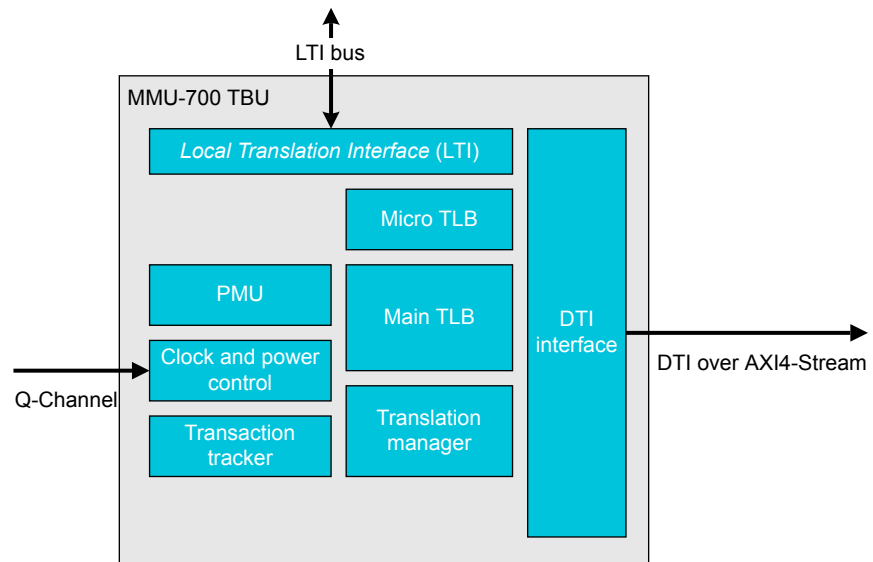 LTI bus
MMU-700 TBU
Local Translation Interface (LTI)
Micro TLB
PMU
Main TLB
DTI
interface
Clock and power
control
Q-Channel
DTI over AXI4-Stream
Transaction
tracker
Translation
manager